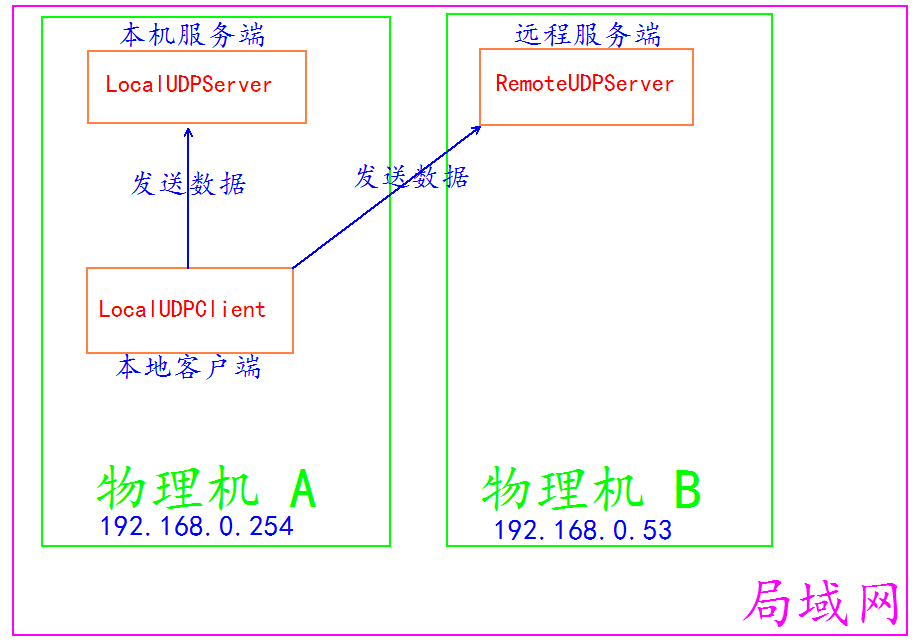 本机服务端
LocalUDPServer
远程服务端
RemoteUDPServer
发送数据
发送数据
LocalUDPClient
本地客户端
物理机 A
192.168.0.254
物理机 B
192.168.0.53
局域网